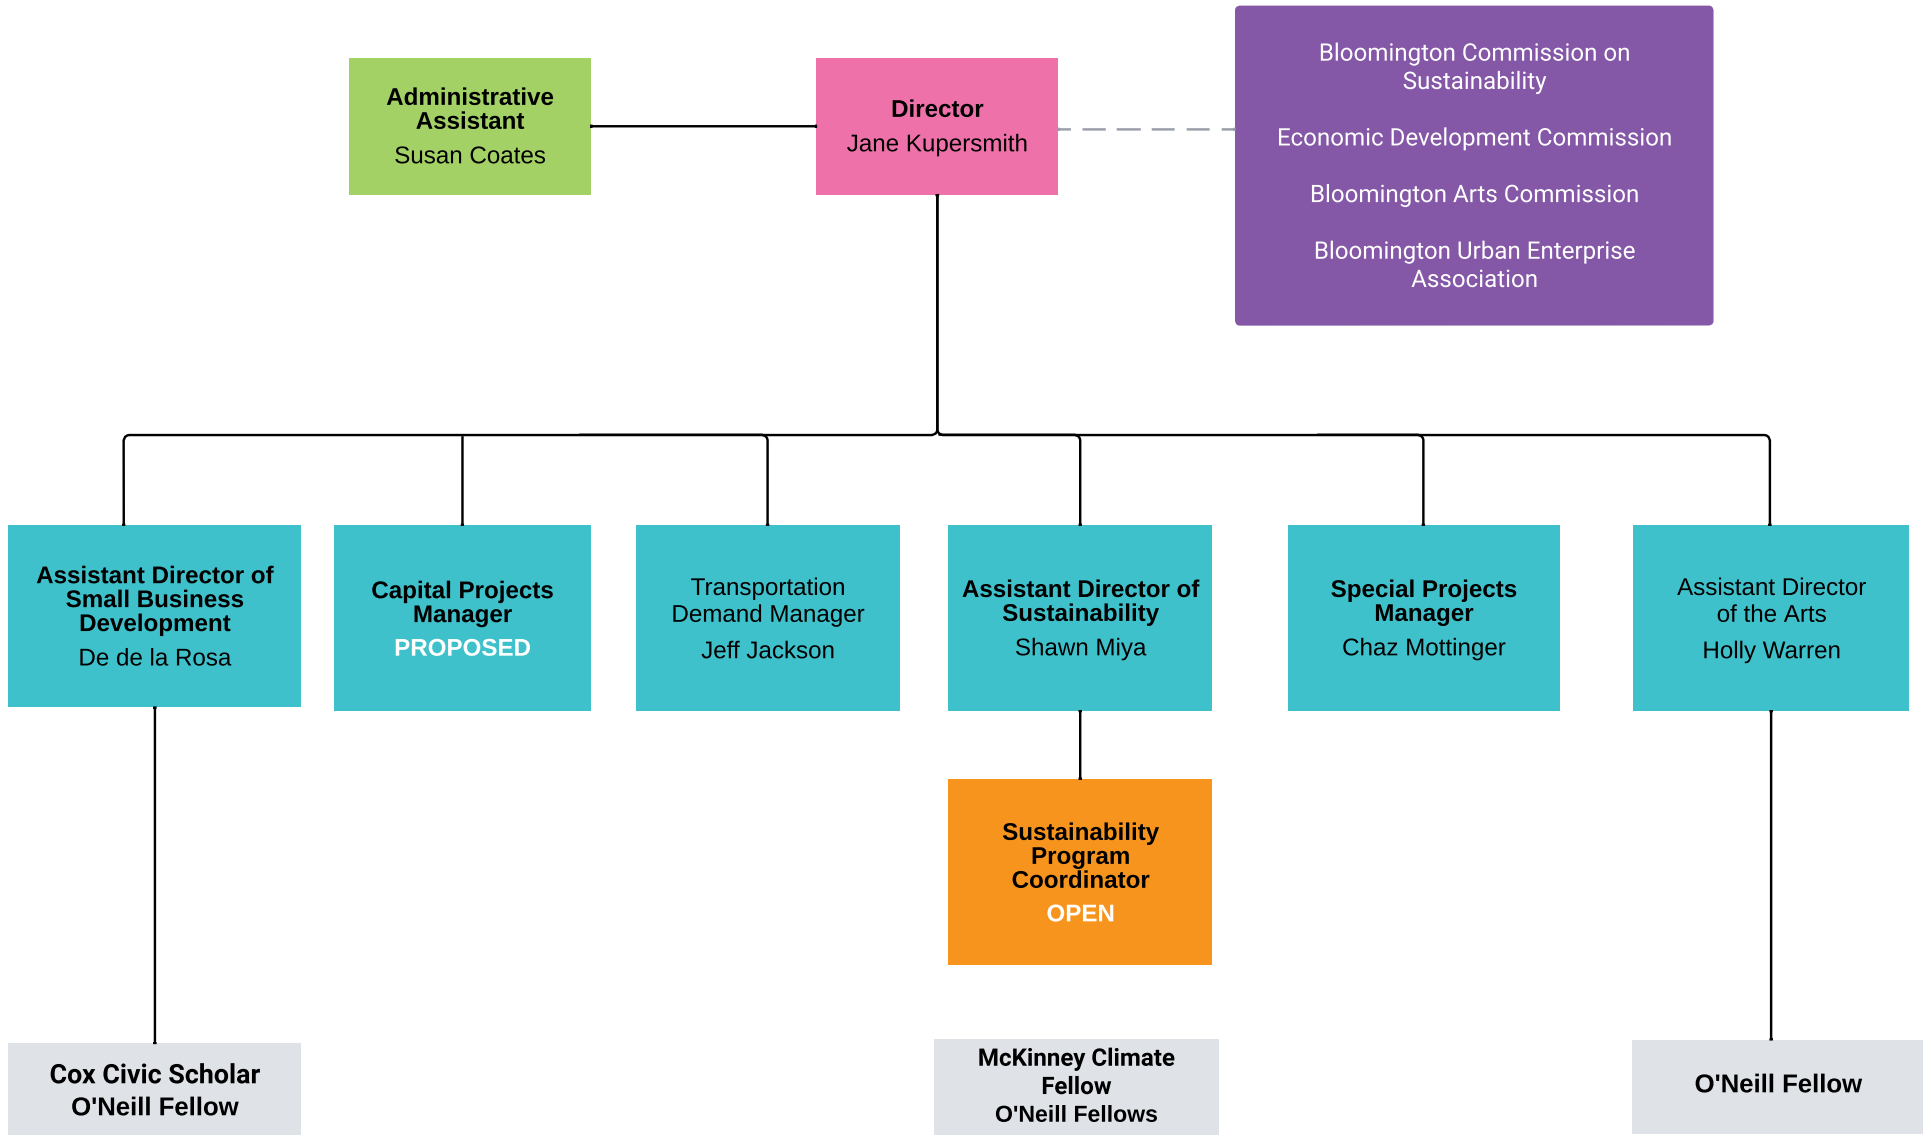 Administrative
Assistant
Susan Coates
Director
Jane Kupersmith
Bloomington Commission on
Sustainability
Economic Development Commission
Bloomington Arts Commission
Bloomington Urban Enterprise
Association
Assistant Director of
Small Business
Development
De de la Rosa
Capital Projects
Manager
PROPOSED
Transportation
Demand Manager
Jeff Jackson
Assistant Director of
Sustainability
Shawn Miya
Special Projects
Manager
Chaz Mottinger
Assistant Director
of the Arts
Holly Warren
Sustainability
Program
Coordinator
OPEN
Cox Civic Scholar
O'Neill Fellow
McKinney Climate
Fellow
O'Neill Fellows
O'Neill Fellow